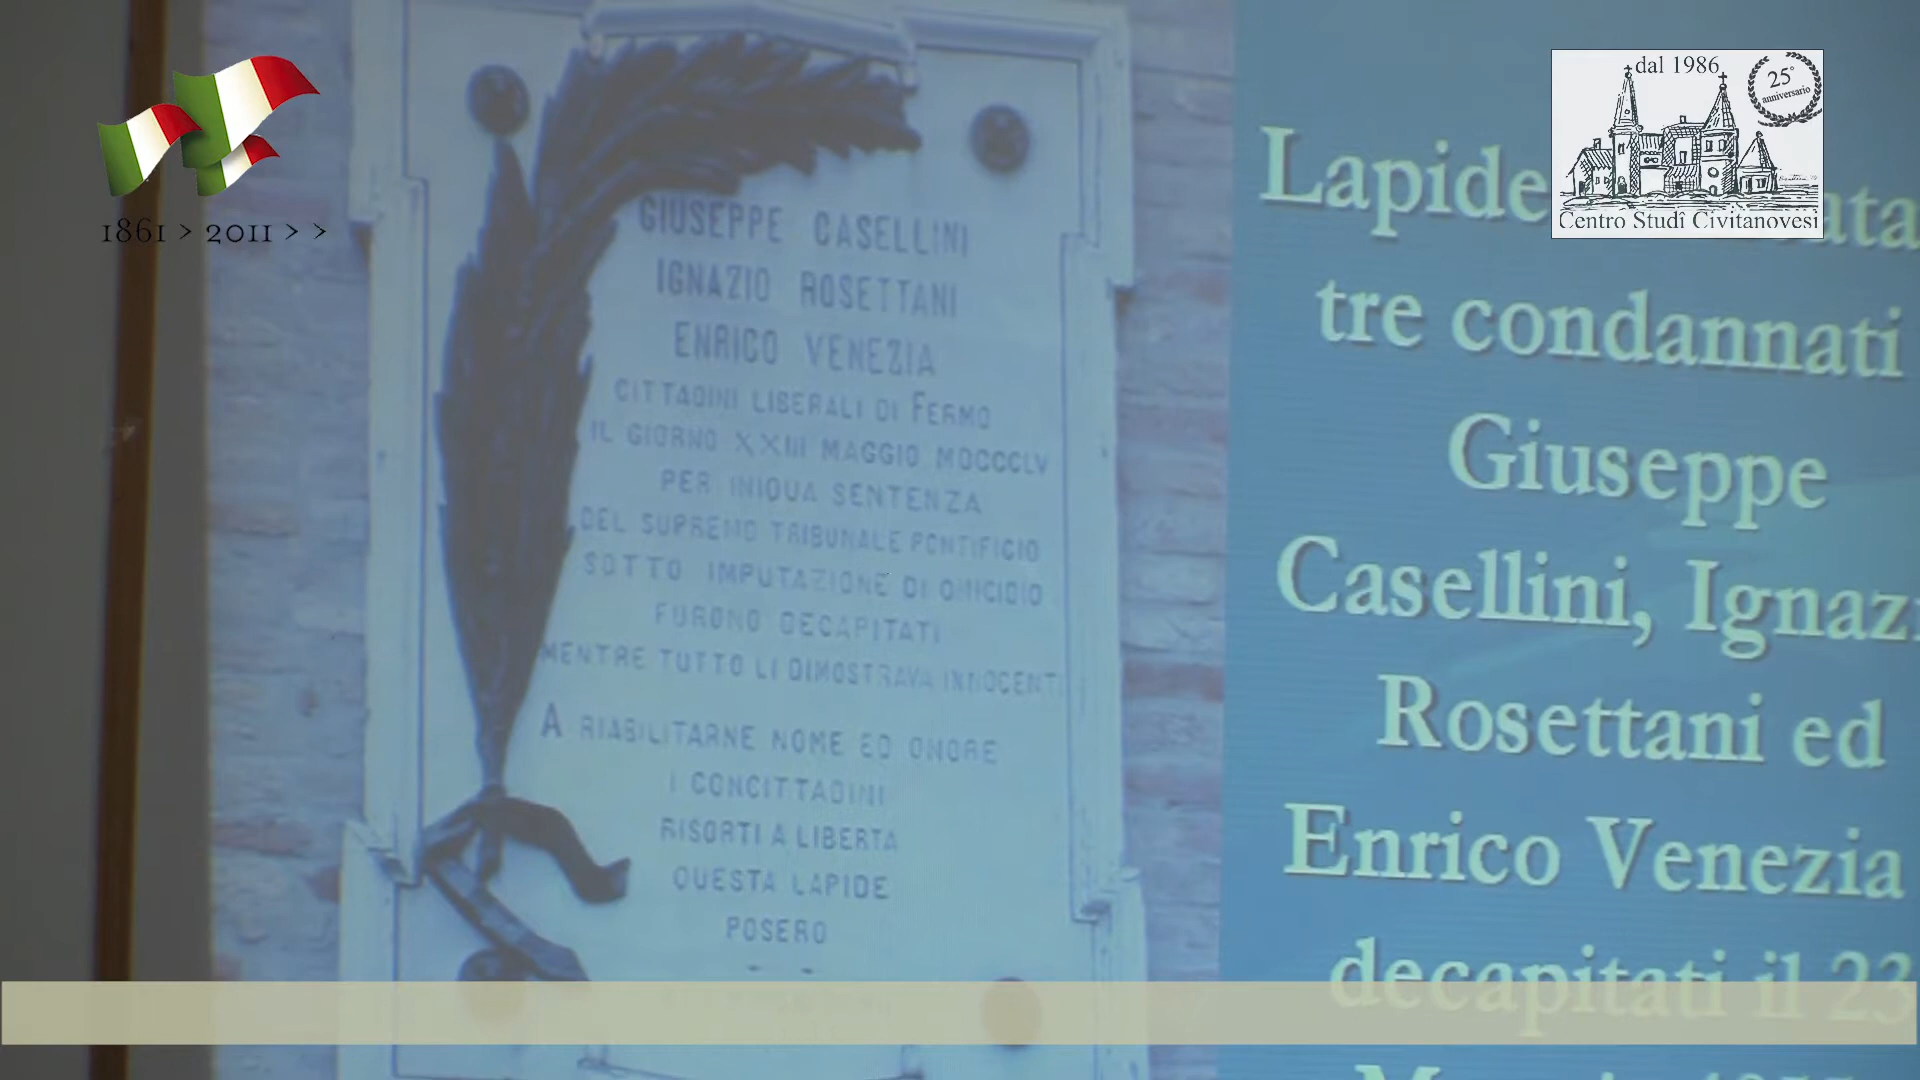 1861 > 2011 > >
GIUSEPPE CASELLINI
IGNAZIO ROSETTANI
ENRICO VENEZIA
CITTADINI LIBERALI DI FERMO
IL GIORNO XXIII MAGGIO MDCCCLV
PER INIQUA SENTENZA
DEL SUPREMO TRIBUNALE PONTIFICIO
SOTTO IMPUTAZIONE DI OMICIDIO
FURONO DECAPITATI
MENTRE TUTTO LI DIMOSTRAVA INNOCENTI
A RIABILITARNE NOME ED ONORE
I CONCITTADINI
RISORTI A LIBERTA
QUESTA LAPIDE
POSERO
dal 1986
25°
anniversario
Centro Studî Civitanovesi
Lapide
tre condannati
Giuseppe
Casellini, Ignazi
Rosettani ed
Enrico Venezia
decapitati il 23